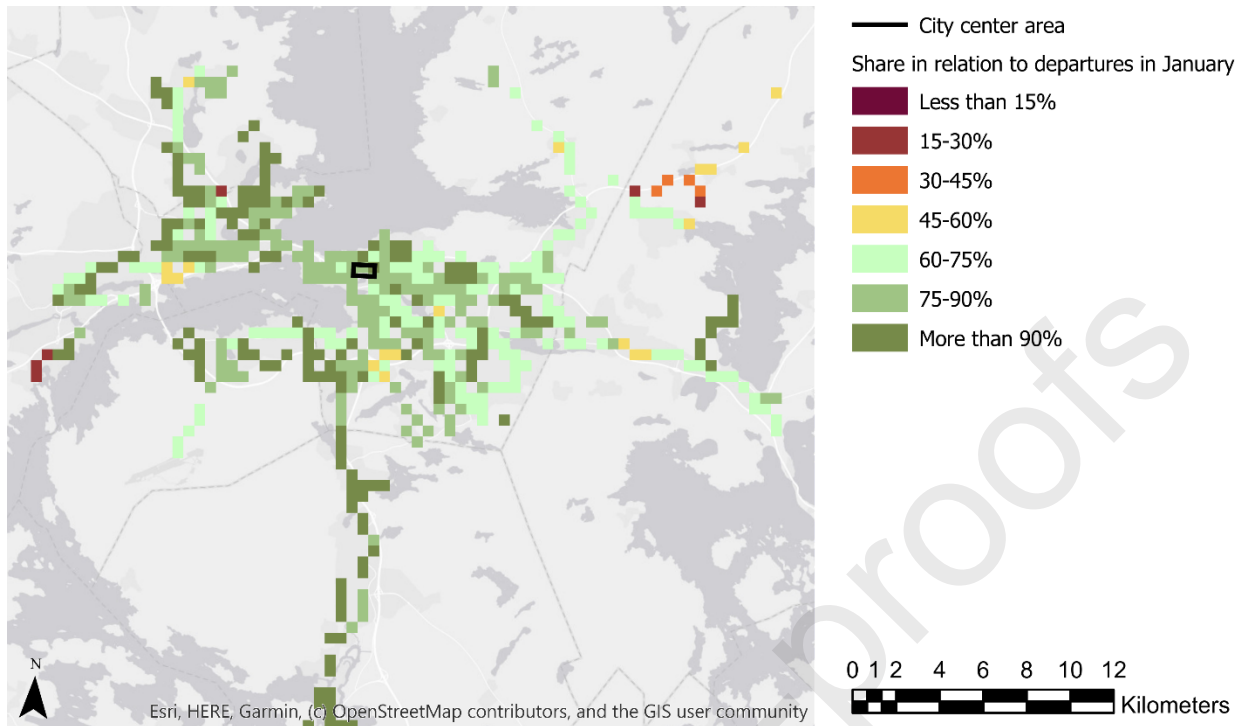 City center area
Share in relation to departures in January
Less than 15%
15-30%
30-45%
45-60%
60-75%
75-90%
More than 90%
proofs
N
0 1 2 4 6 8 10 12
Kilometers
Esri, HERE, Garmin, (c) OpenStreetMap contributors, and the GIS user community